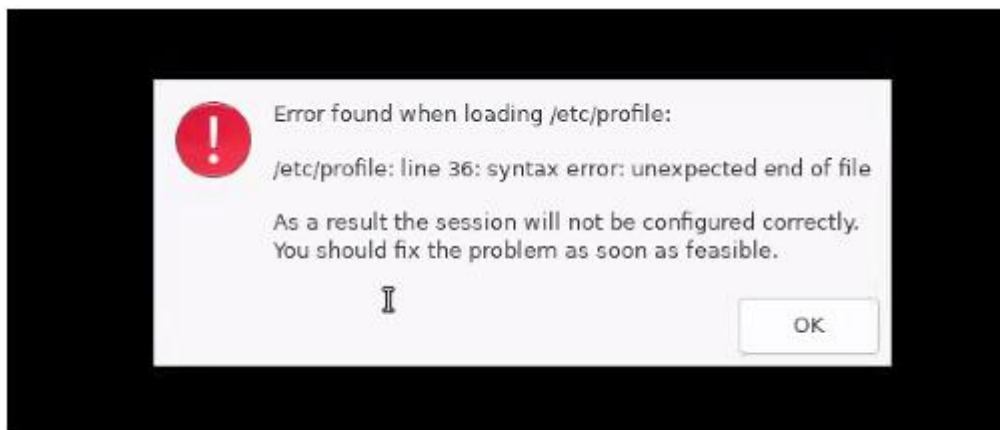 Error found when loading /etc/profile:
/etc/profile: line 36: syntax error: unexpected end of file
As a result the session will not be configured correctly.
You should fix the problem as soon as feasible.
OK